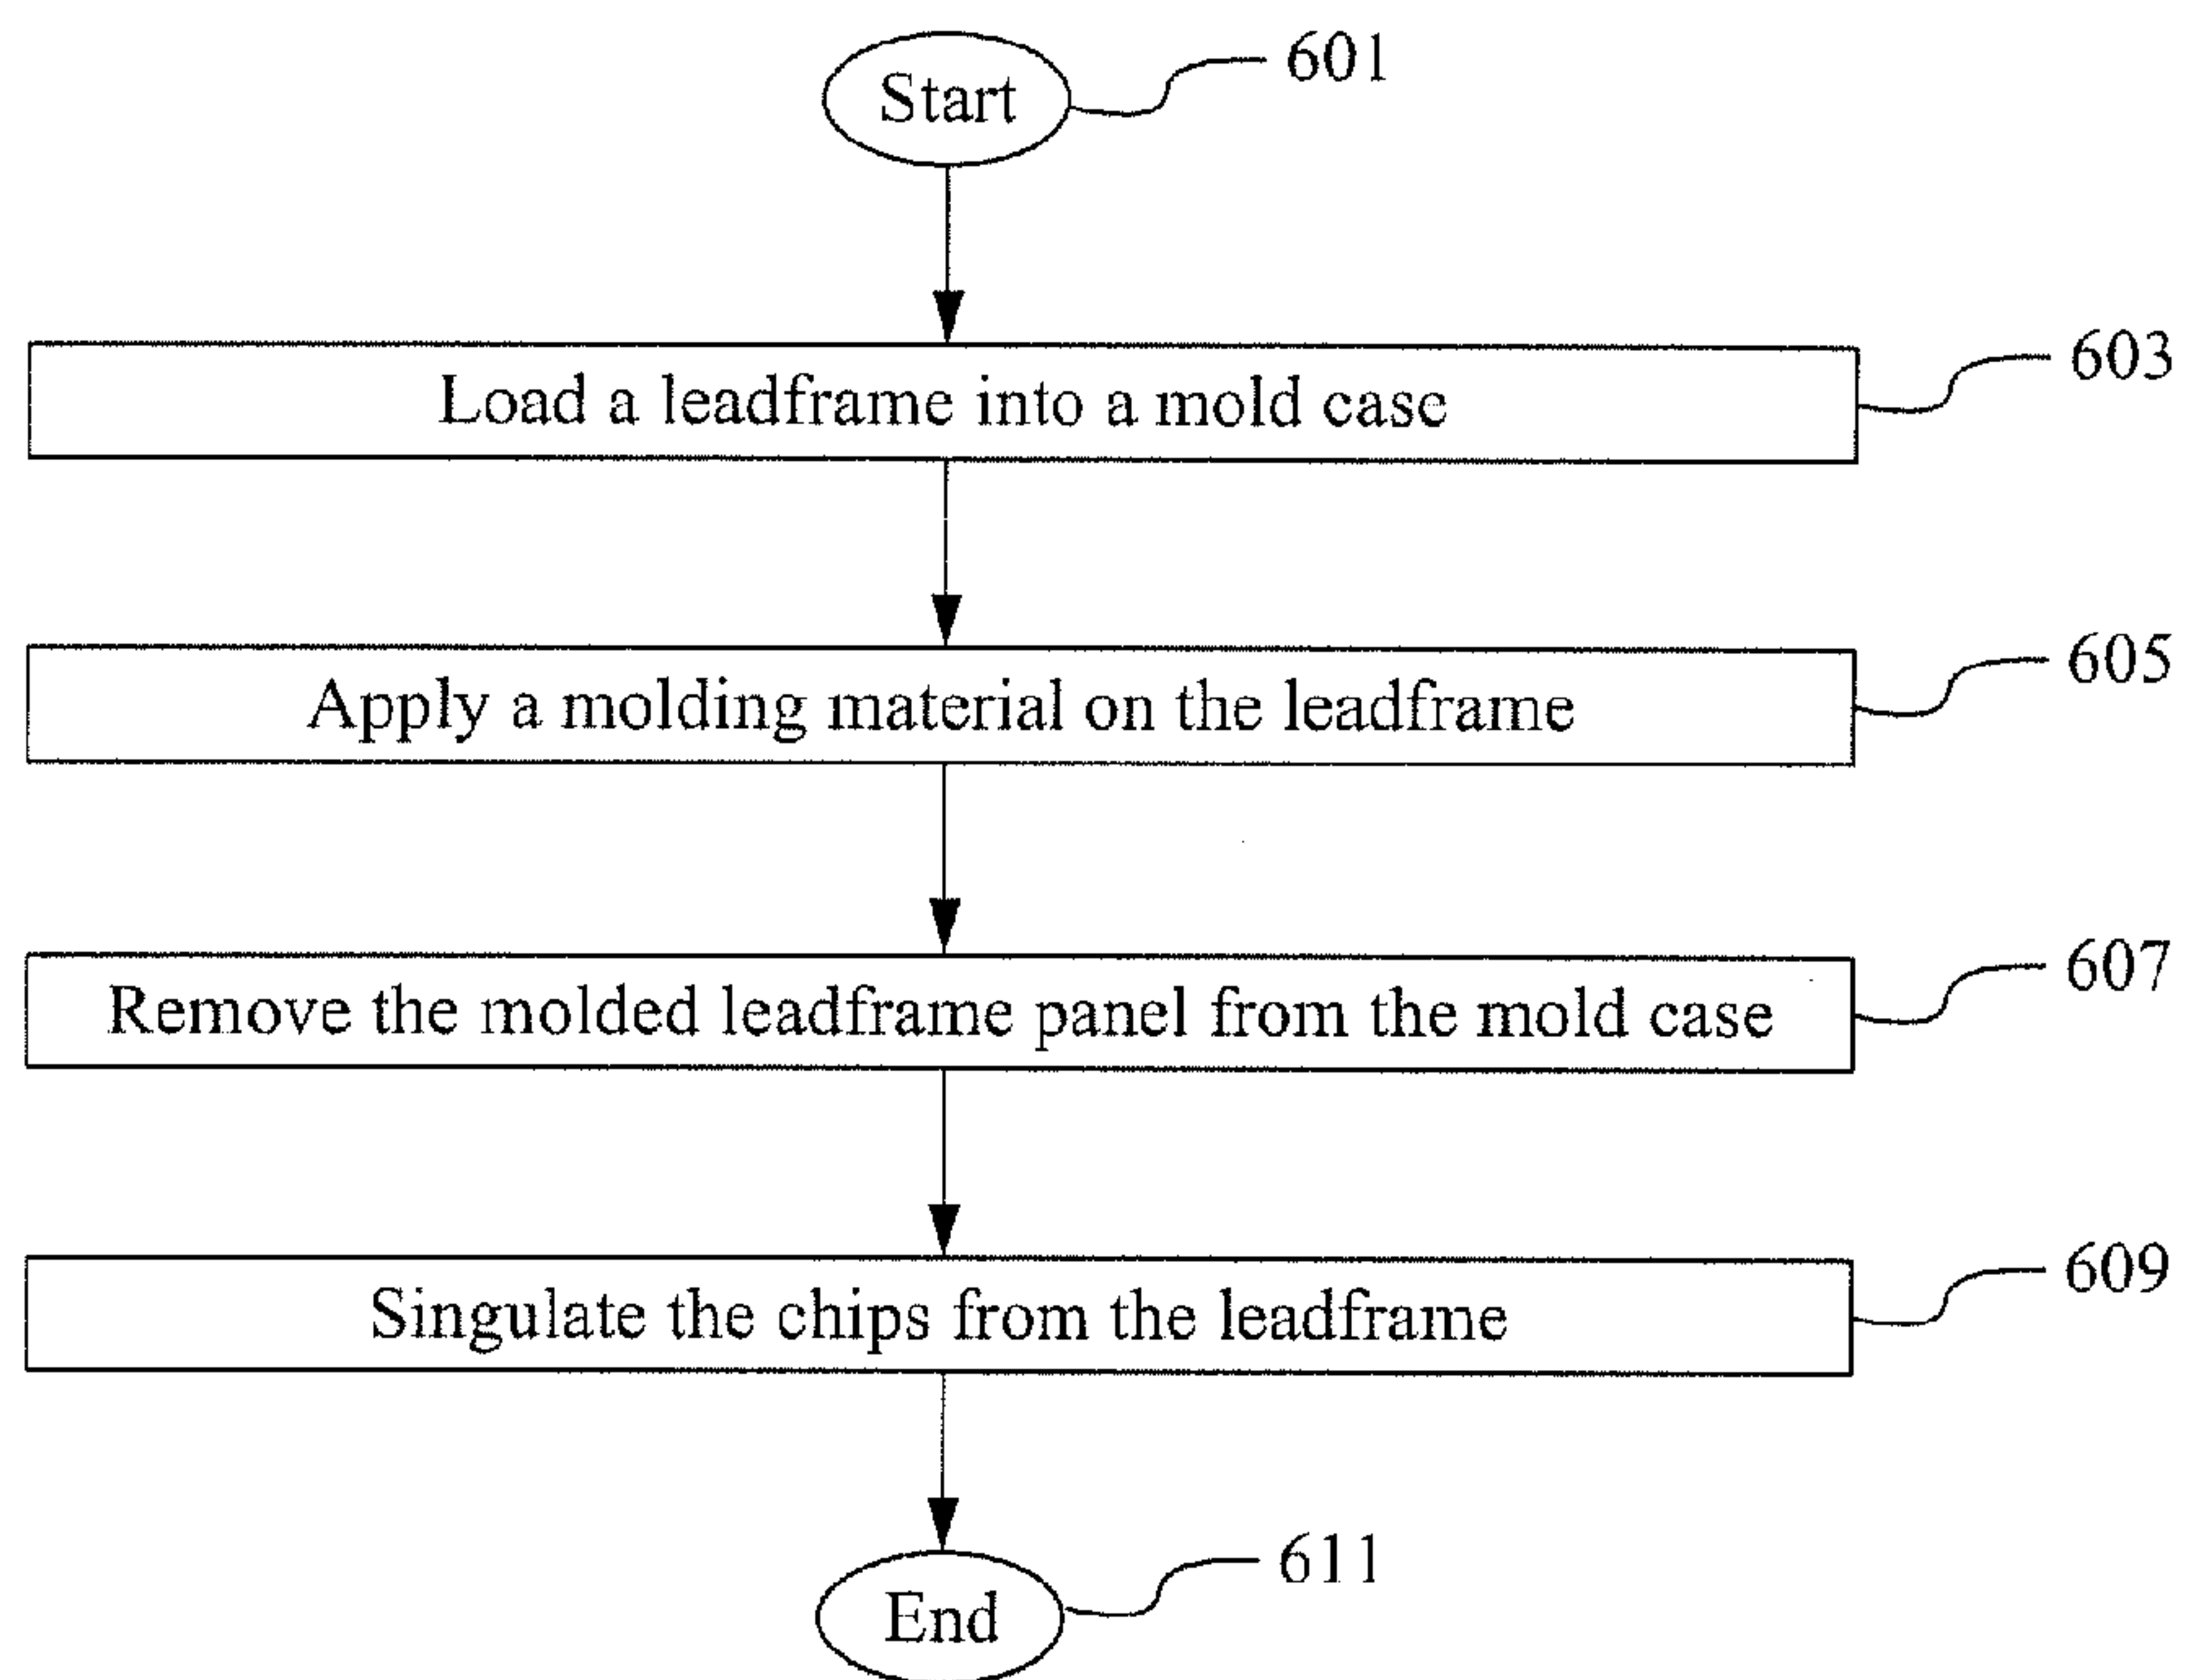 Start
601
Load a leadframe into a mold case
603
Apply a molding material on the leadframe
605
Remove the molded leadframe panel from the mold case
607
Singulate the chips from the leadframe
609
End
611